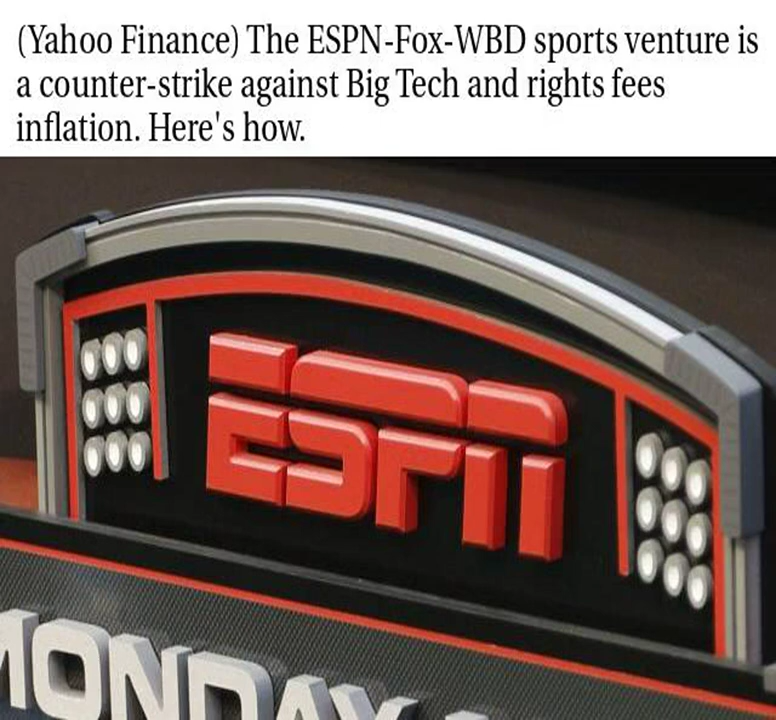 (Yahoo Finance) The ESPN-Fox-WBD sports venture is
a counter-strike against Big Tech and rights fees
inflation. Here's how.
ESPN
MONDAY